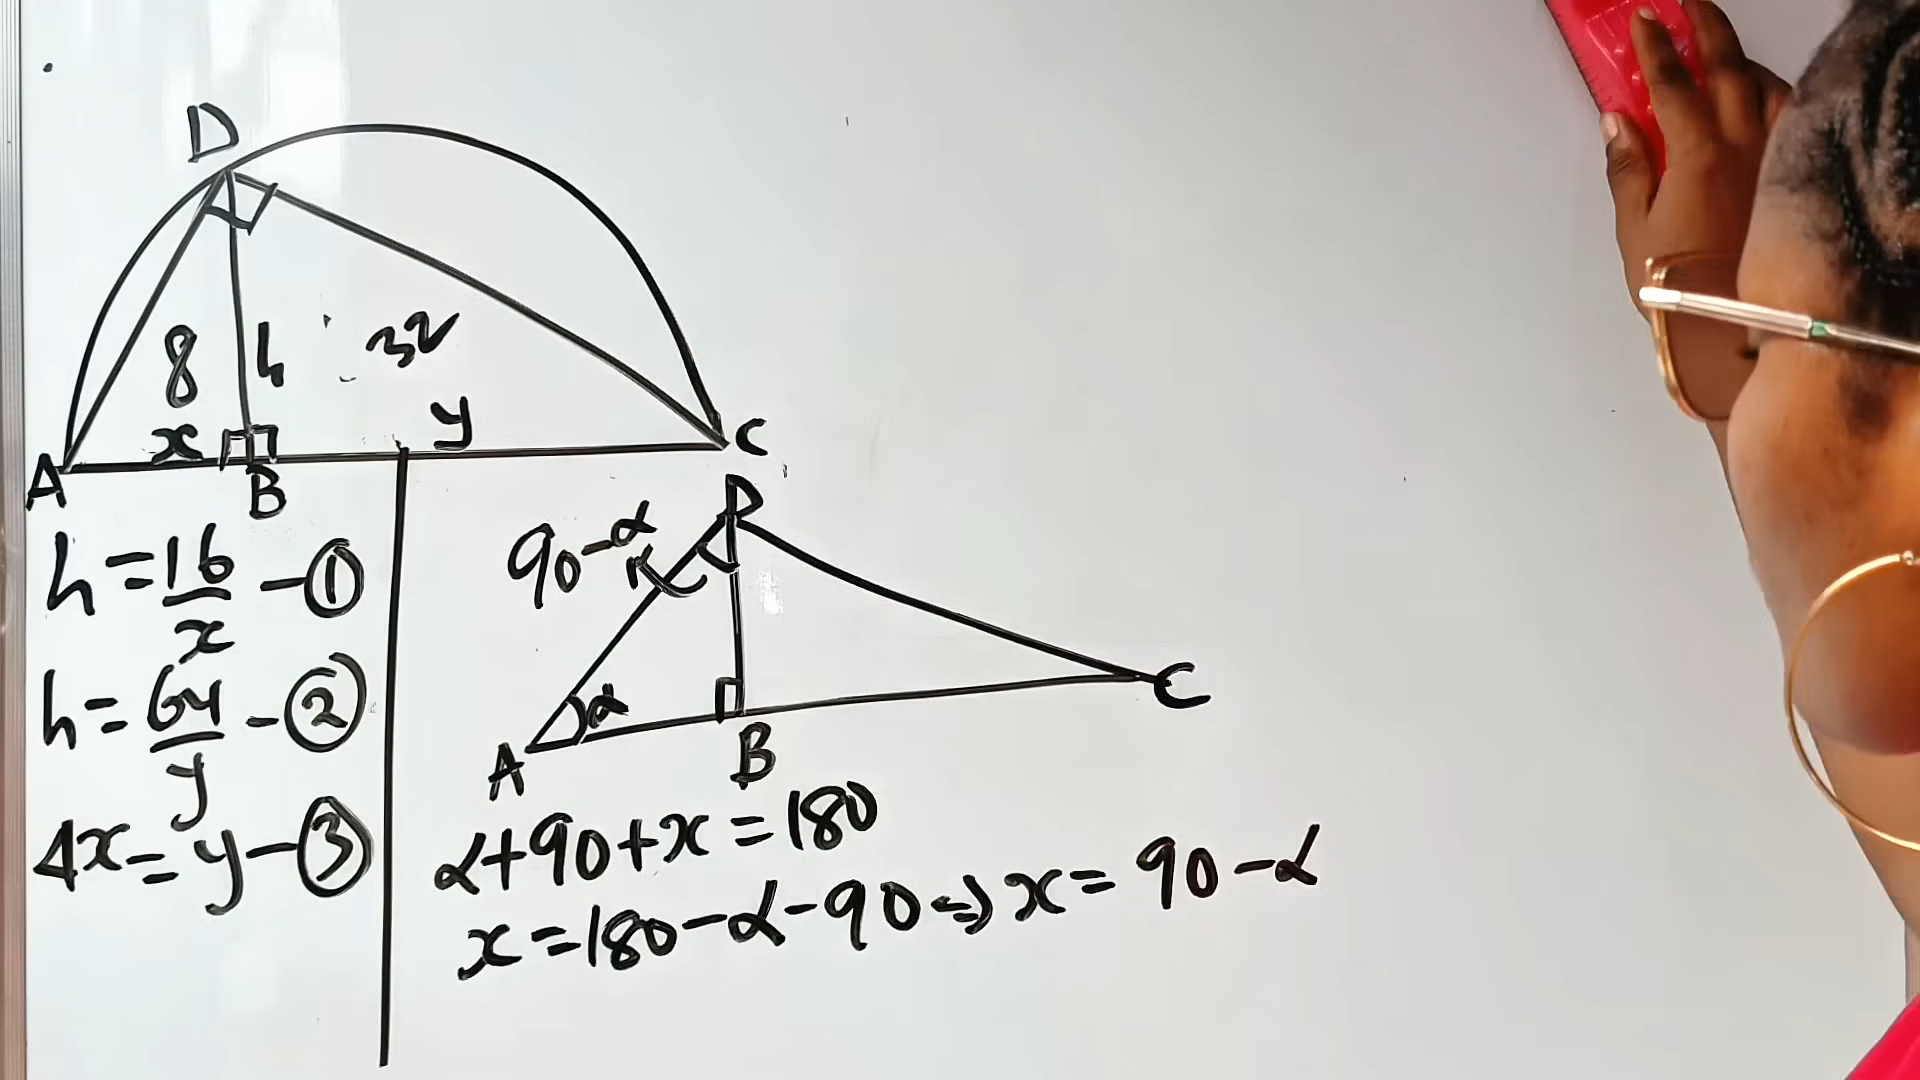 D
8 h 32
x y
A B C
h = 16/x - ①
h = 64/y - ②
4x = y - ③
D
90-α
α
A B C
α+90+x = 180
x = 180-α-90 => x = 90-α